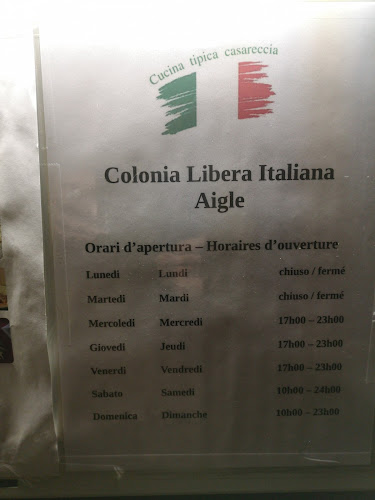 Cucina tipica casareccia
Colonia Libera Italiana
Aigle
Orari d'apertura – Horaires d'ouverture
Lunedi Lundi chiuso / fermé
Martedi Mardi chiuso / fermé
Mercoledi Mercredi 17h00 – 23h00
Giovedi Jeudi 17h00 – 23h00
Venerdi Vendredi 17h00 – 23h00
Sabato Samedi 10h00 – 24h00
Domenica Dimanche 10h00 – 23h00